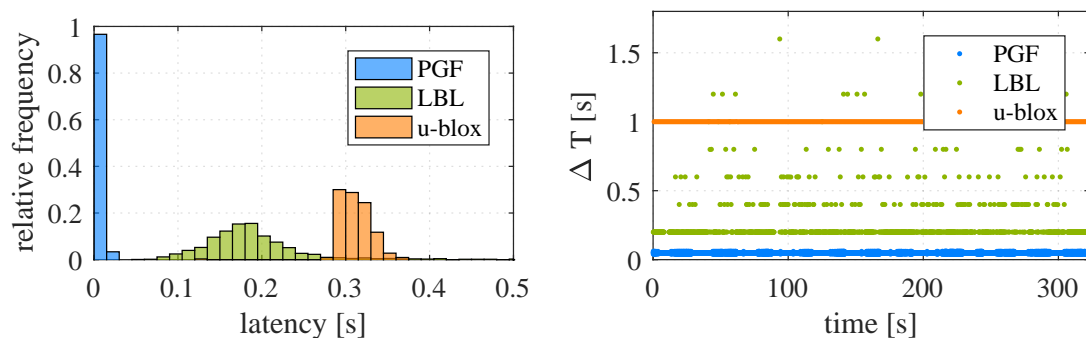 relative frequency
1
0.8
0.6
0.4
0.2
0
PGF
LBL
u-blox
0 0.1 0.2 0.3 0.4 0.5
latency [s]
Δ T [s]
1.5
1
0.5
0
PGF
LBL
u-blox
0 100 200 300
time [s]